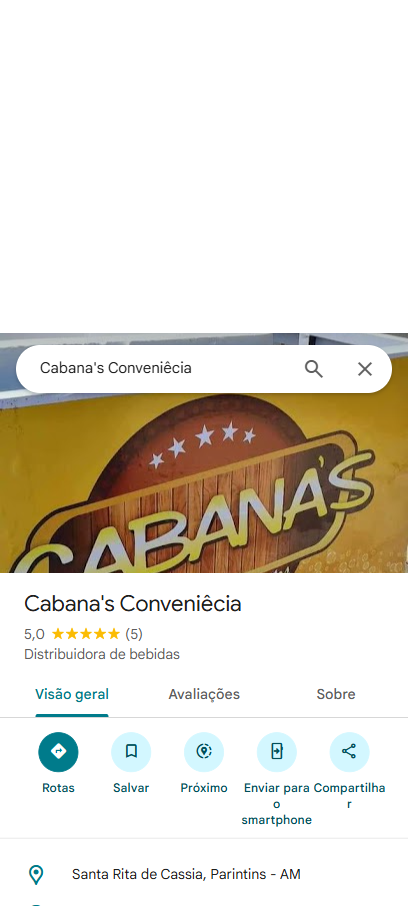 Cabana's Conveniêcia
CABANA'S
Cabana's Conveniêcia
5,0 (5)
Distribuidora de bebidas
Visão geral Avaliações Sobre
Rotas Salvar Próximo Enviar para o smartphone Compartilhar
Santa Rita de Cassia, Parintins - AM